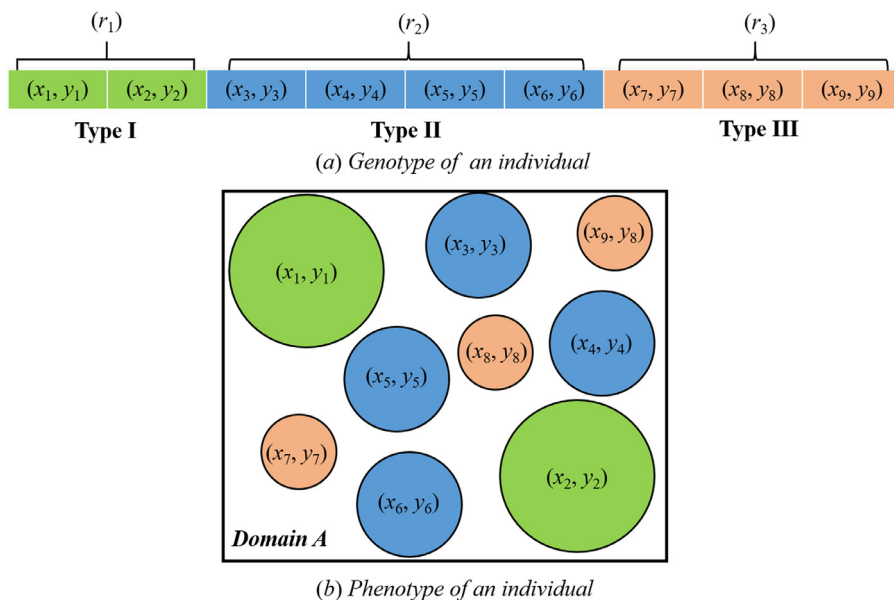 (r₁) (r₂) (r₃)
(x₁, y₁) (x₂, y₂) (x₃, y₃) (x₄, y₄) (x₅, y₅) (x₆, y₆) (x₇, y₇) (x₈, y₈) (x₉, y₉)
Type I Type II Type III
(a) Genotype of an individual
(x₁, y₁)
(x₃, y₃)
(x₉, y₈)
(x₅, y₅)
(x₈, y₈)
(x₄, y₄)
(x₇, y₇)
(x₆, y₆)
(x₂, y₂)
Domain A
(b) Phenotype of an individual